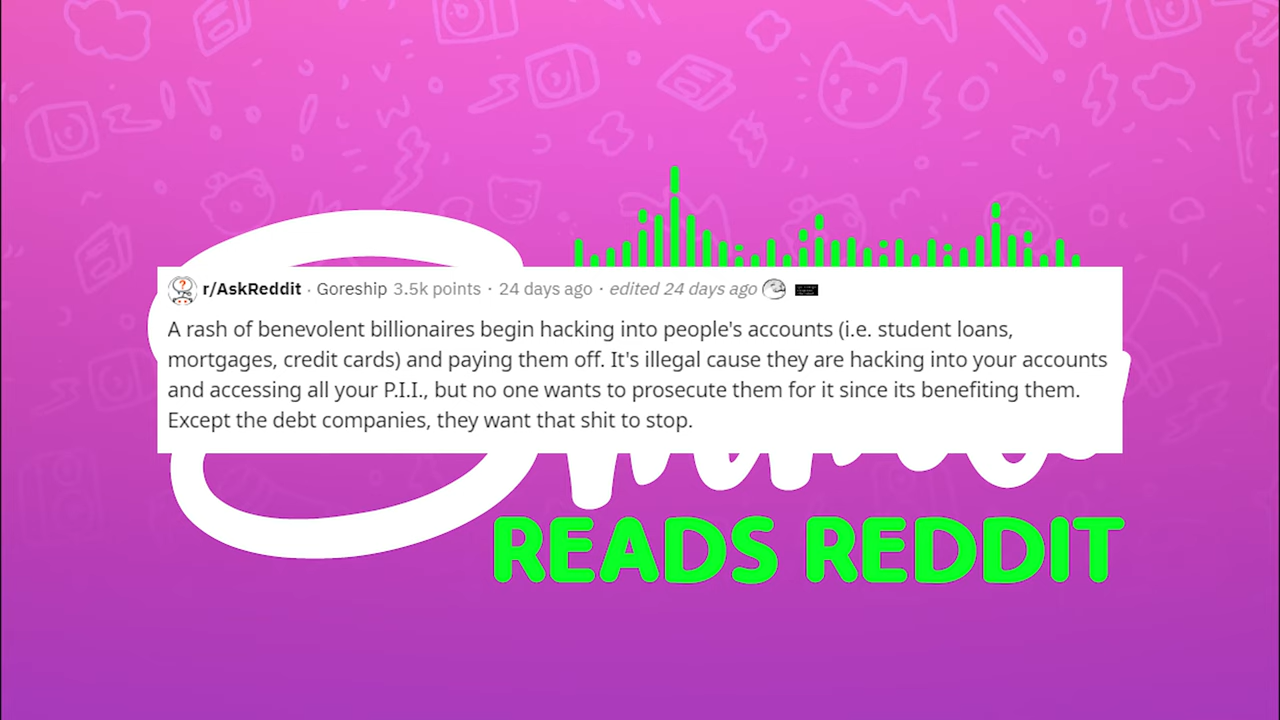 r/AskReddit · Goreship 3.5k points · 24 days ago · edited 24 days ago
A rash of benevolent billionaires begin hacking into people's accounts (i.e. student loans,
mortgages, credit cards) and paying them off. It's illegal cause they are hacking into your accounts
and accessing all your P.I.I., but no one wants to prosecute them for it since its benefiting them.
Except the debt companies, they want that shit to stop.
READS REDDIT